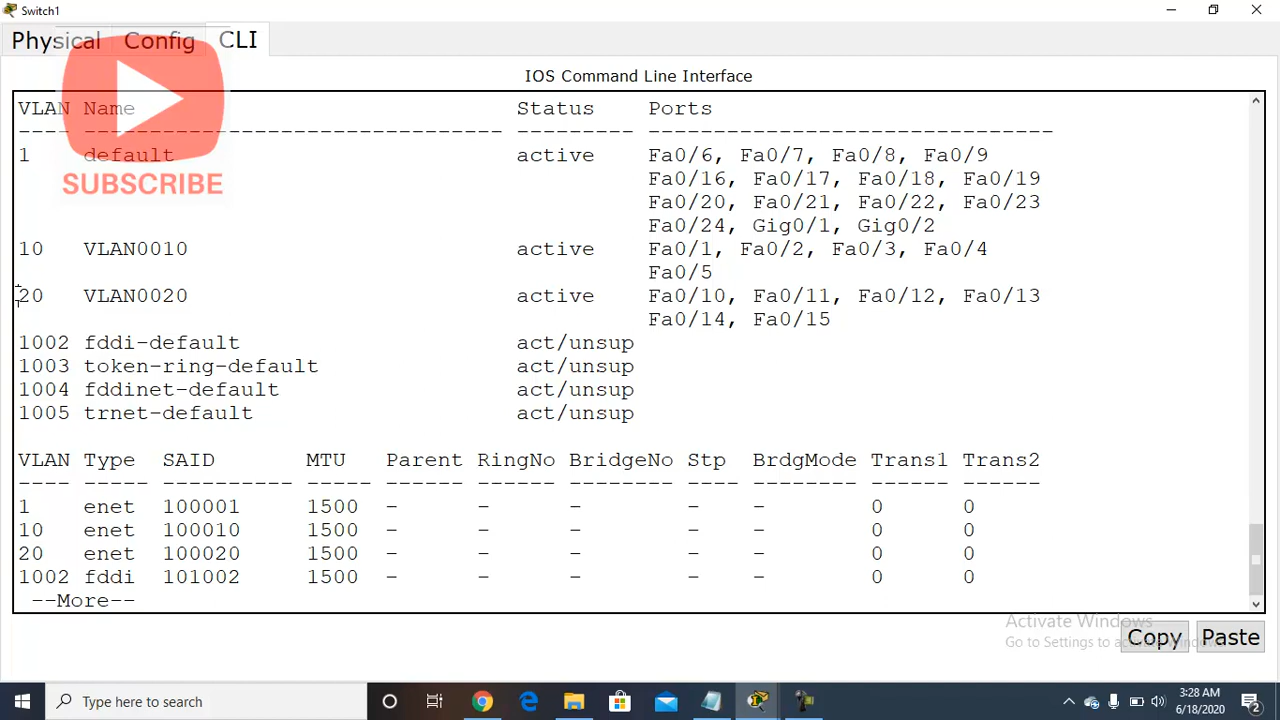 Switch1
Physical Config CLI
IOS Command Line Interface
VLAN Name Status Ports
---- -------------------------------- --------- -------------------------------
1 default active Fa0/6, Fa0/7, Fa0/8, Fa0/9
Fa0/16, Fa0/17, Fa0/18, Fa0/19
Fa0/20, Fa0/21, Fa0/22, Fa0/23
Fa0/24, Gig0/1, Gig0/2
10 VLAN0010 active Fa0/1, Fa0/2, Fa0/3, Fa0/4
Fa0/5
20 VLAN0020 active Fa0/10, Fa0/11, Fa0/12, Fa0/13
Fa0/14, Fa0/15
1002 fddi-default act/unsup
1003 token-ring-default act/unsup
1004 fddinet-default act/unsup
1005 trnet-default act/unsup
VLAN Type SAID MTU Parent RingNo BridgeNo Stp BrdgMode Trans1 Trans2
---- ----- ---------- ----- ------ ------ -------- ---- -------- ------ ------
1 enet 100001 1500 - - - - - 0 0
10 enet 100010 1500 - - - - - 0 0
20 enet 100020 1500 - - - - - 0 0
1002 fddi 101002 1500 - - - - - 0 0
--More--
SUBSCRIBE
Activate Windows
Go to Settings to activate Windows.
Copy Paste
Type here to search
3:28 AM
6/18/2020
2